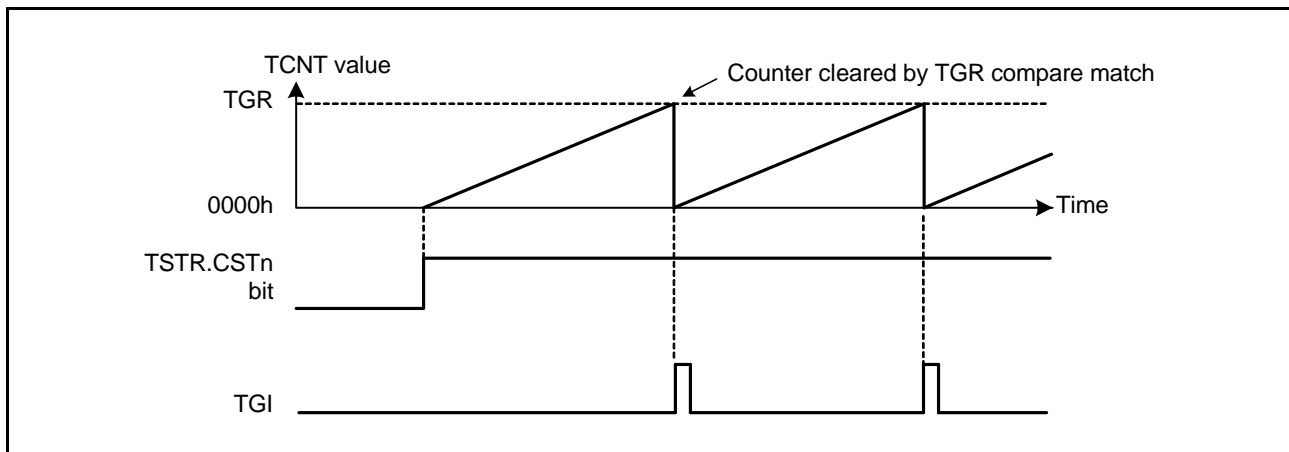 TCNT value
Counter cleared by TGR compare match
TGR
0000h
Time
TSTR.CSTn
bit
TGI